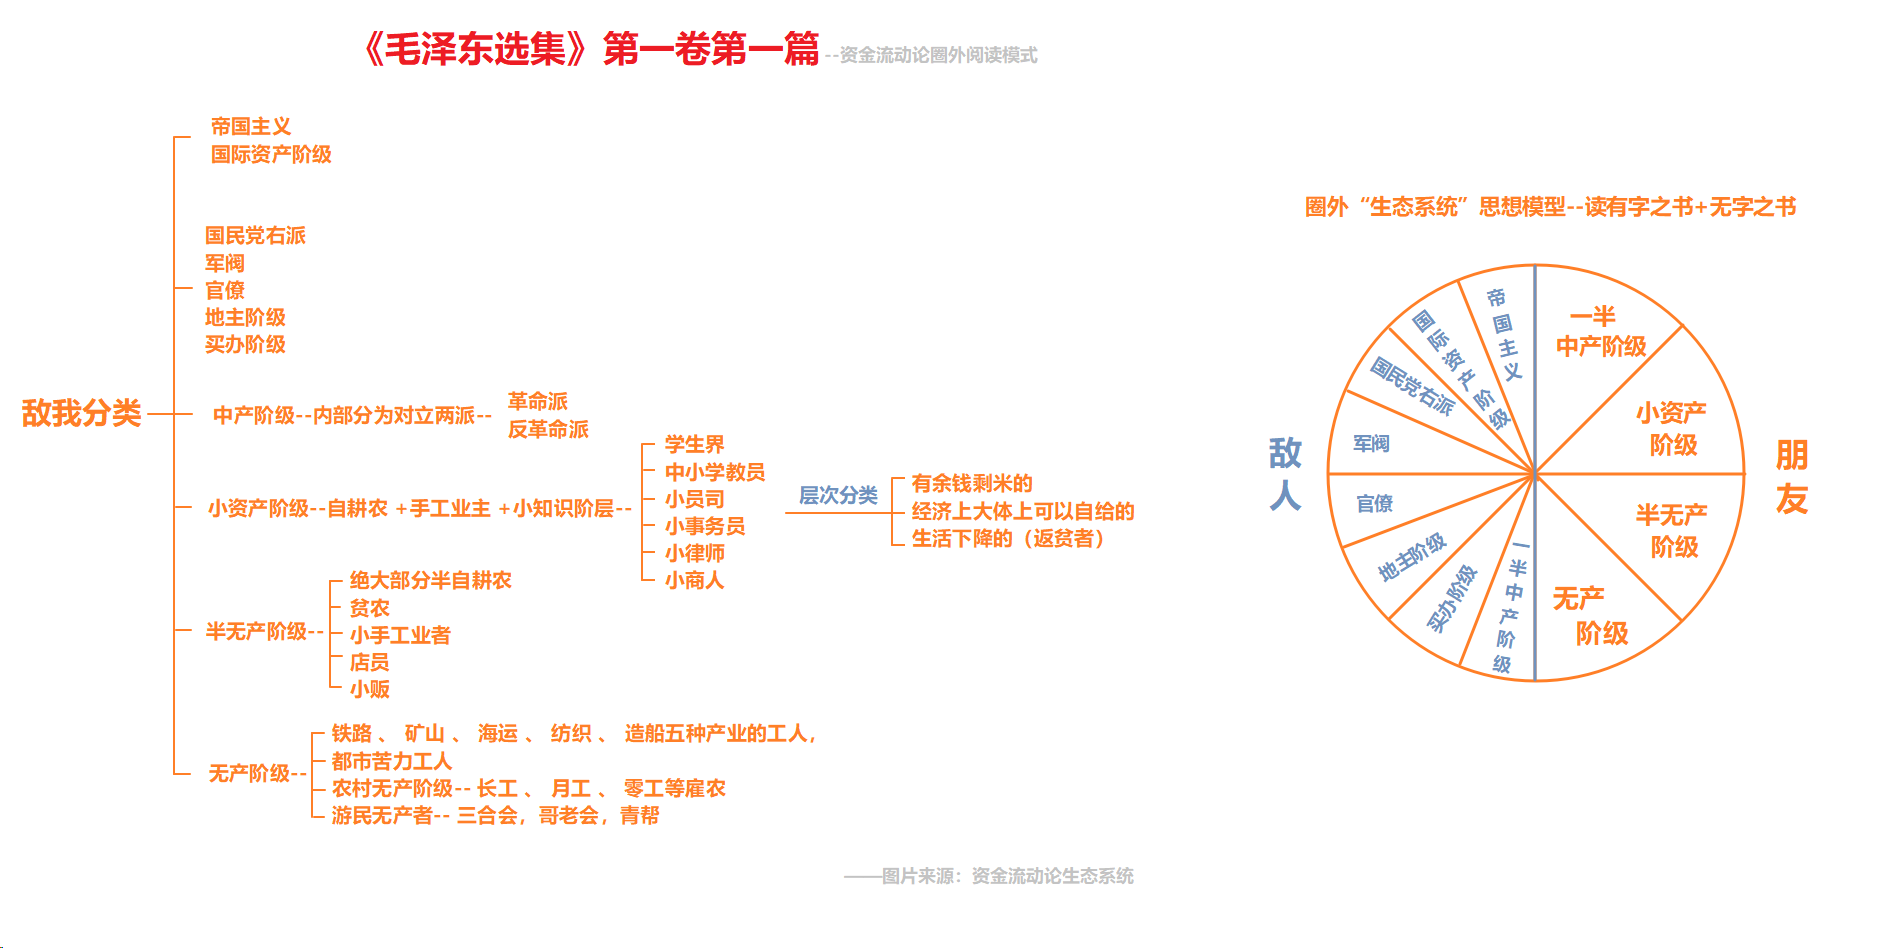 《毛泽东选集》第一卷第一篇--资金流动论圈外阅读模式
帝国主义
国际资产阶级
国民党右派
军阀
官僚
地主阶级
买办阶级
敌我分类
中产阶级--内部分为对立两派--
革命派
反革命派
小资产阶级--自耕农 +手工业主 +小知识阶层--
学生界
中小学教员
小员司
小事务员
小律师
小商人
层次分类
有余钱剩米的
经济上大体上可以自给的
生活下降的（返贫者）
半无产阶级--
绝大部分半自耕农
贫农
小手工业者
店员
小贩
无产阶级--
铁路 、 矿山 、 海运 、 纺织 、 造船五种产业的工人，
都市苦力工人
农村无产阶级-- 长工 、 月工 、 零工等雇农
游民无产者-- 三合会，哥老会，青帮
——图片来源：资金流动论生态系统
圈外“生态系统”思想模型--读有字之书+无字之书
敌人
帝国主义
国际资产阶级
国民党右派
军阀
官僚
地主阶级
买办阶级
一半中产阶级
一半
中产阶级
小资产
阶级
半无产
阶级
无产
阶级
朋友